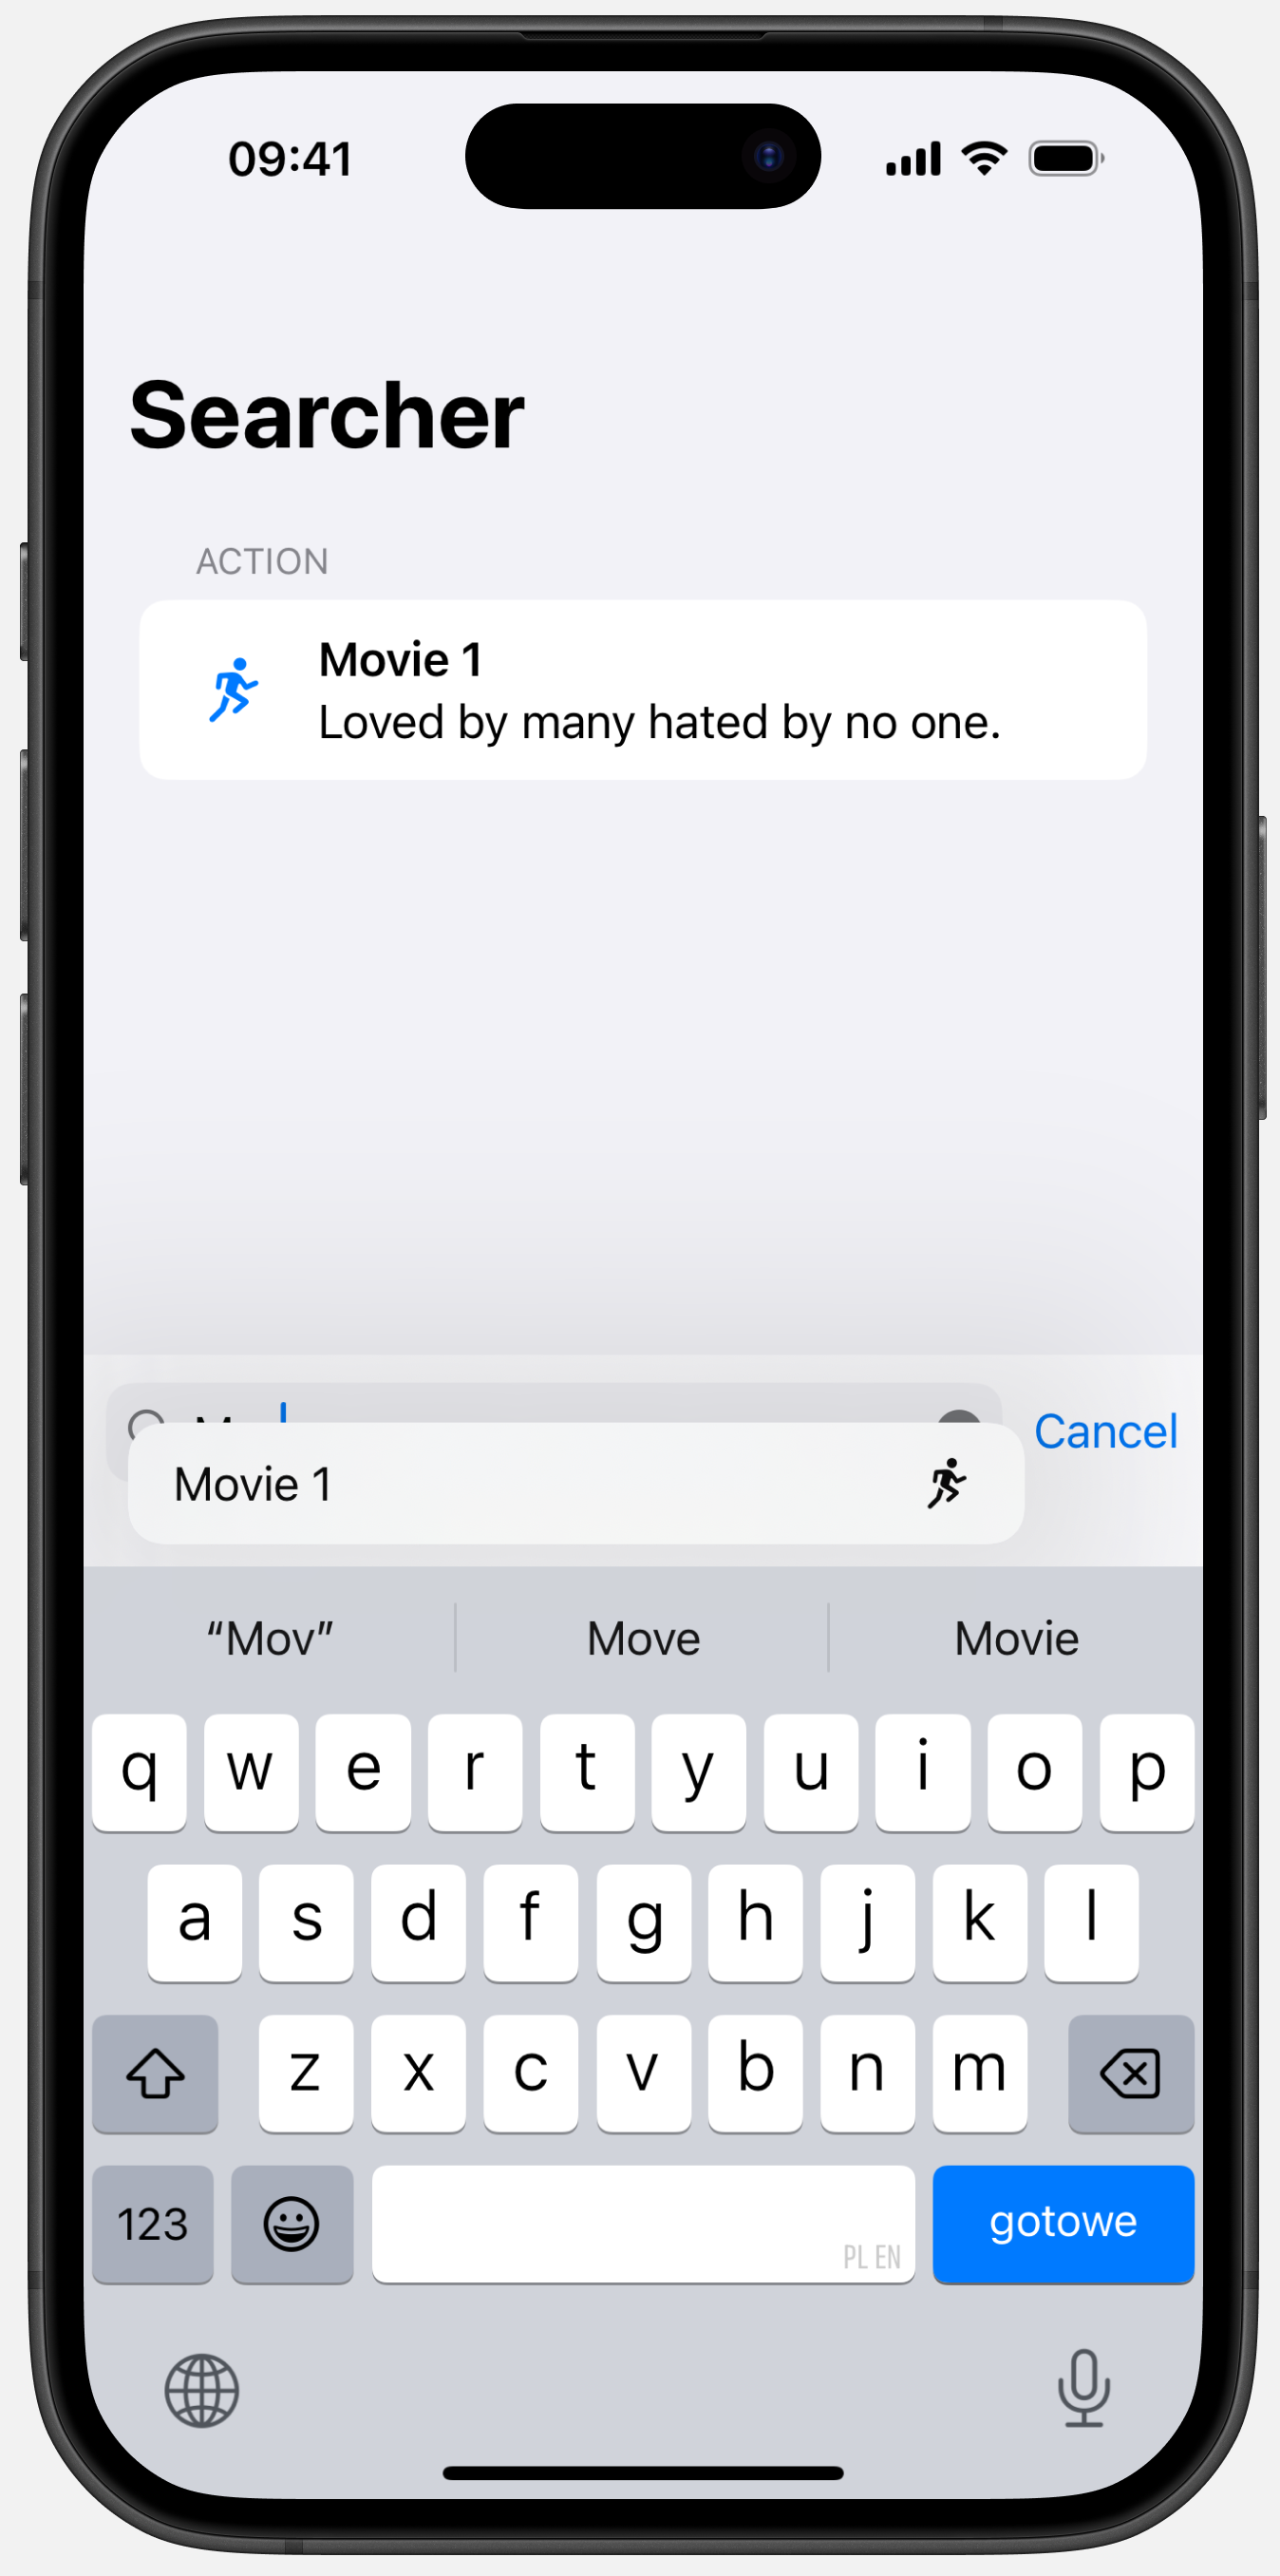 09:41
Searcher
ACTION
Movie 1
Loved by many hated by no one.
Cancel
Movie 1
“Mov” Move Movie
q w e r t y u i o p
a s d f g h j k l
z x c v b n m
123 PL EN gotowe